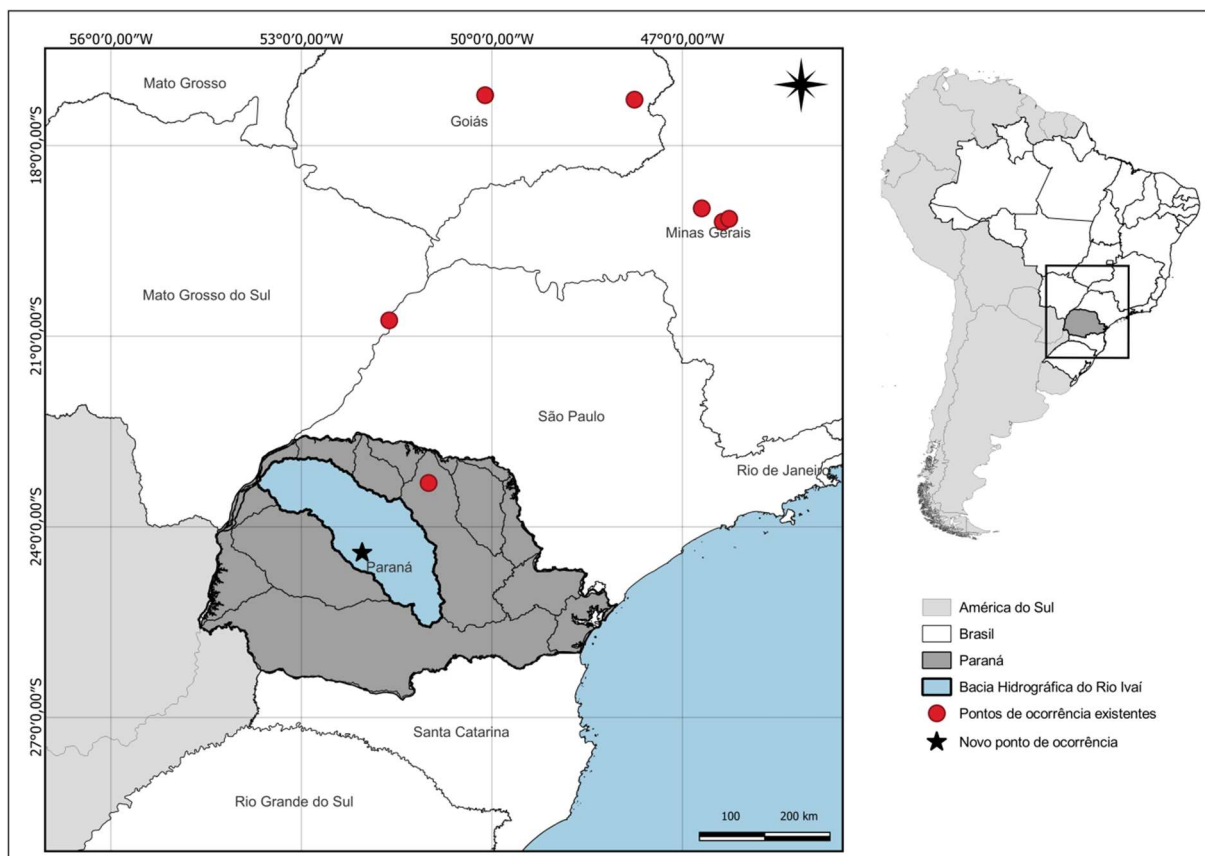 56°0'0,00"W
53°0'0,00"W
50°0'0,00"W
47°0'0,00"W
18°0'0,00"S
21°0'0,00"S
24°0'0,00"S
27°0'0,00"S
Mato Grosso
Goiás
Minas Gerais
Mato Grosso do Sul
São Paulo
Rio de Janeiro
Paraná
Santa Catarina
Rio Grande do Sul
100 200 km
América do Sul
Brasil
Paraná
Bacia Hidrográfica do Rio Ivaí
Pontos de ocorrência existentes
Novo ponto de ocorrência